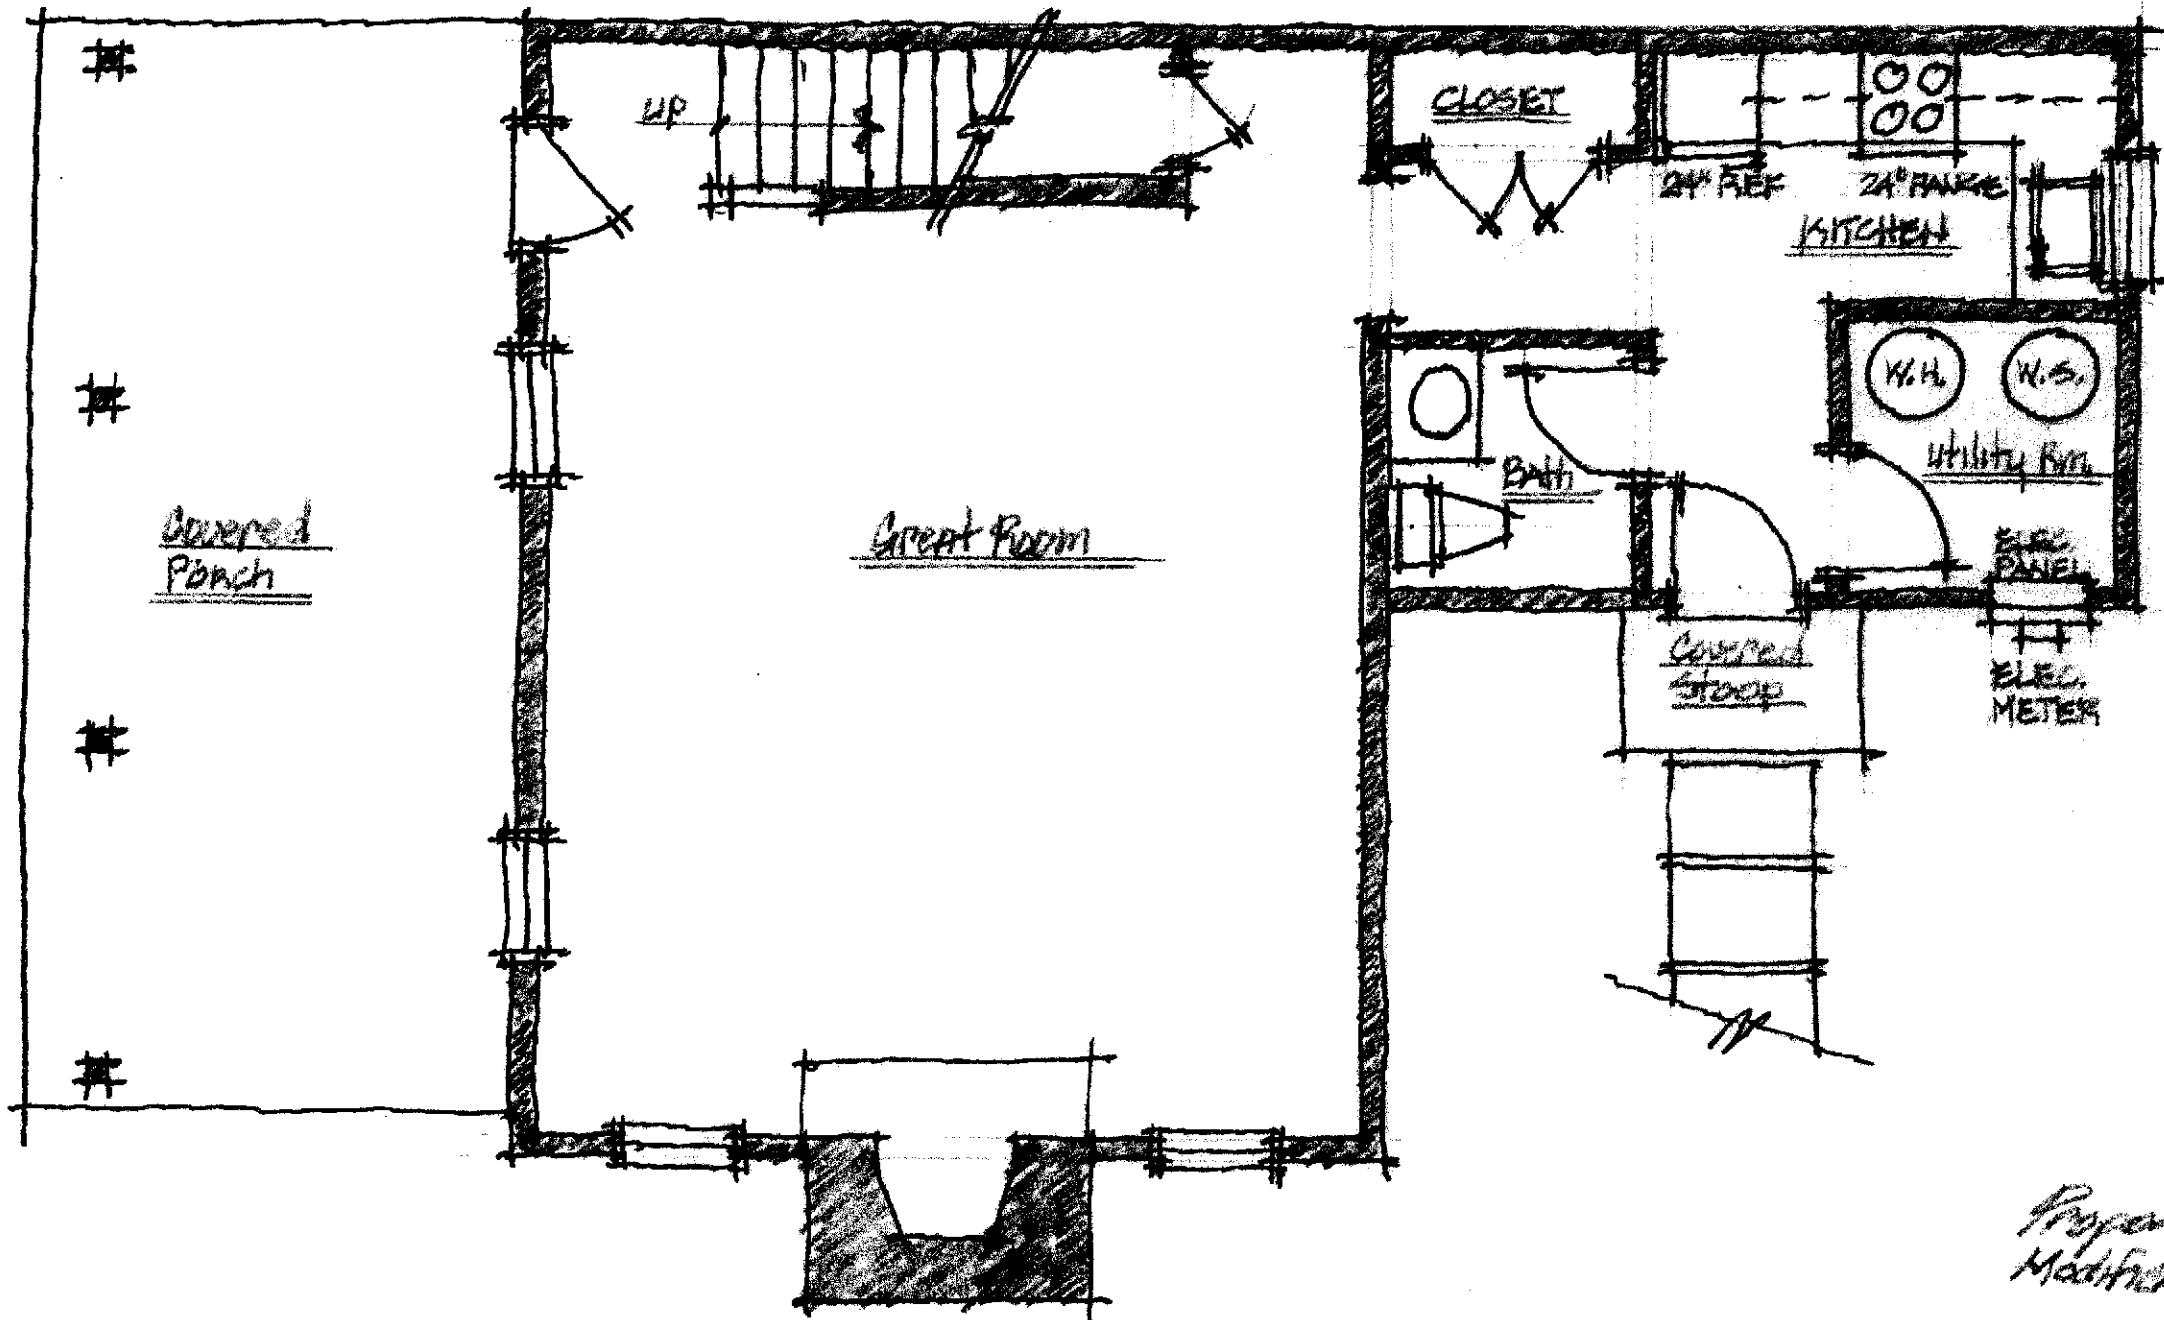 UP
CLOSET
24" REF
24" RANGE
KITCHEN
W.H.
W.S.
Utility Rm.
Bath
Great Room
Covered
Porch
ELEC
PANEL
Covered
Stoop
ELEC.
METER